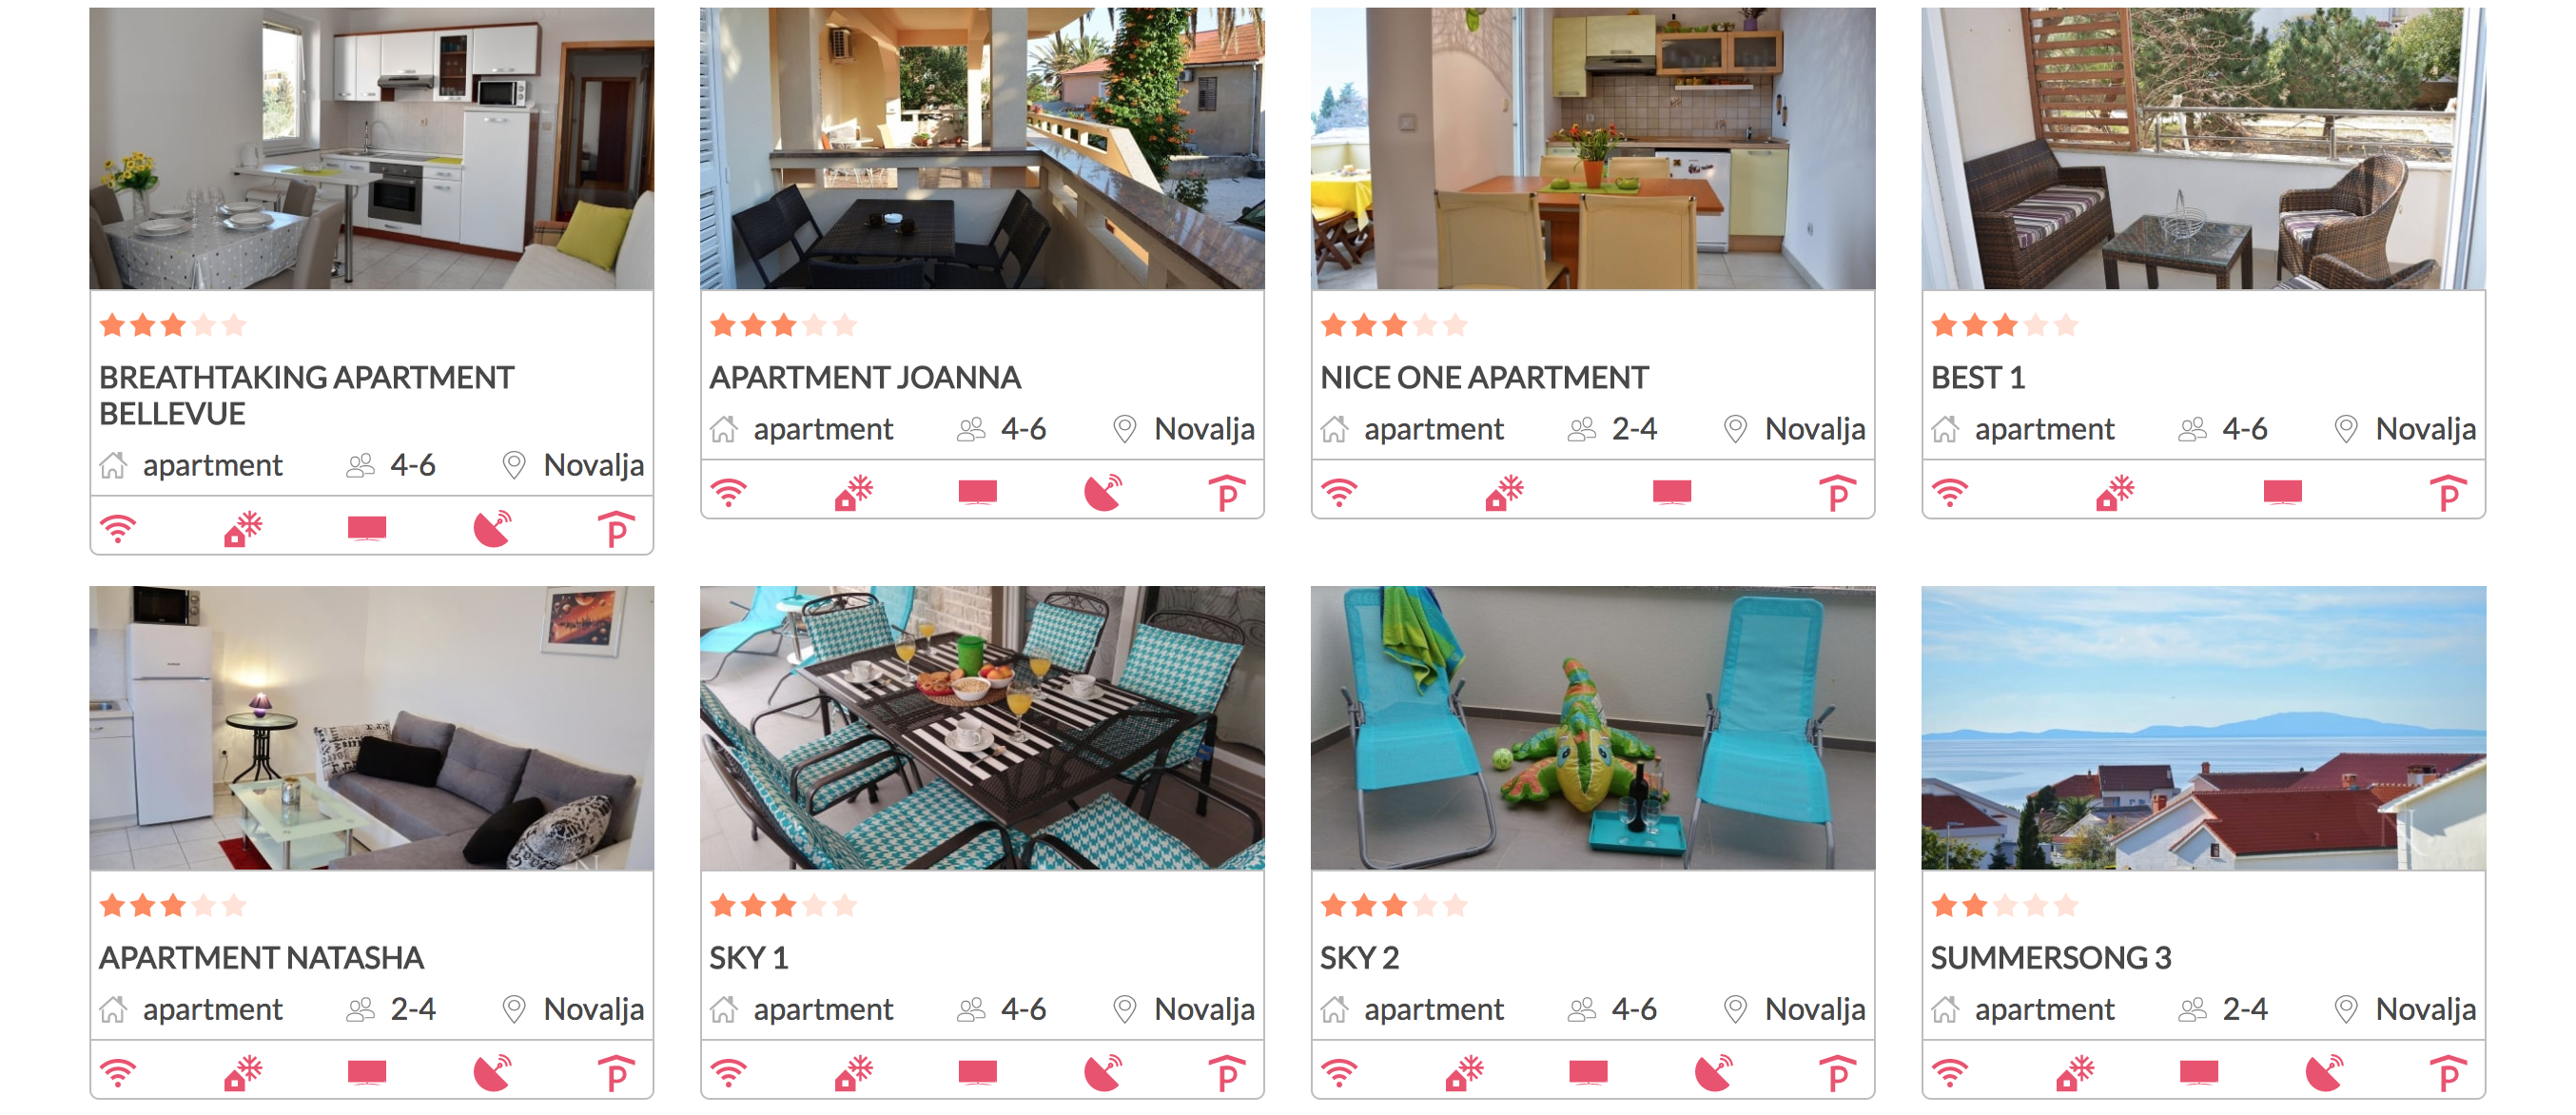 BREATHTAKING APARTMENT
BELLEVUE
apartment 4-6 Novalja
P
APARTMENT JOANNA
apartment 4-6 Novalja
P
NICE ONE APARTMENT
apartment 2-4 Novalja
P
BEST 1
apartment 4-6 Novalja
P
APARTMENT NATASHA
apartment 2-4 Novalja
P
SKY 1
apartment 4-6 Novalja
P
SKY 2
apartment 4-6 Novalja
P
SUMMERSONG 3
apartment 2-4 Novalja
P